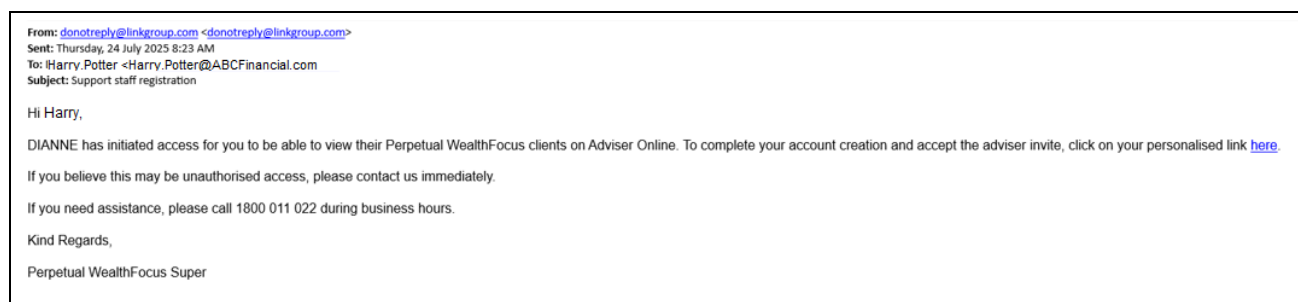 From: donotreply@linkgroup.com <donotreply@linkgroup.com>
Sent: Thursday, 24 July 2025 8:23 AM
To: Harry.Potter <Harry.Potter@ABCFinancial.com
Subject: Support staff registration
Hi Harry,
DIANNE has initiated access for you to be able to view their Perpetual WealthFocus clients on Adviser Online. To complete your account creation and accept the adviser invite, click on your personalised link here.
If you believe this may be unauthorised access, please contact us immediately.
If you need assistance, please call 1800 011 022 during business hours.
Kind Regards,
Perpetual WealthFocus Super